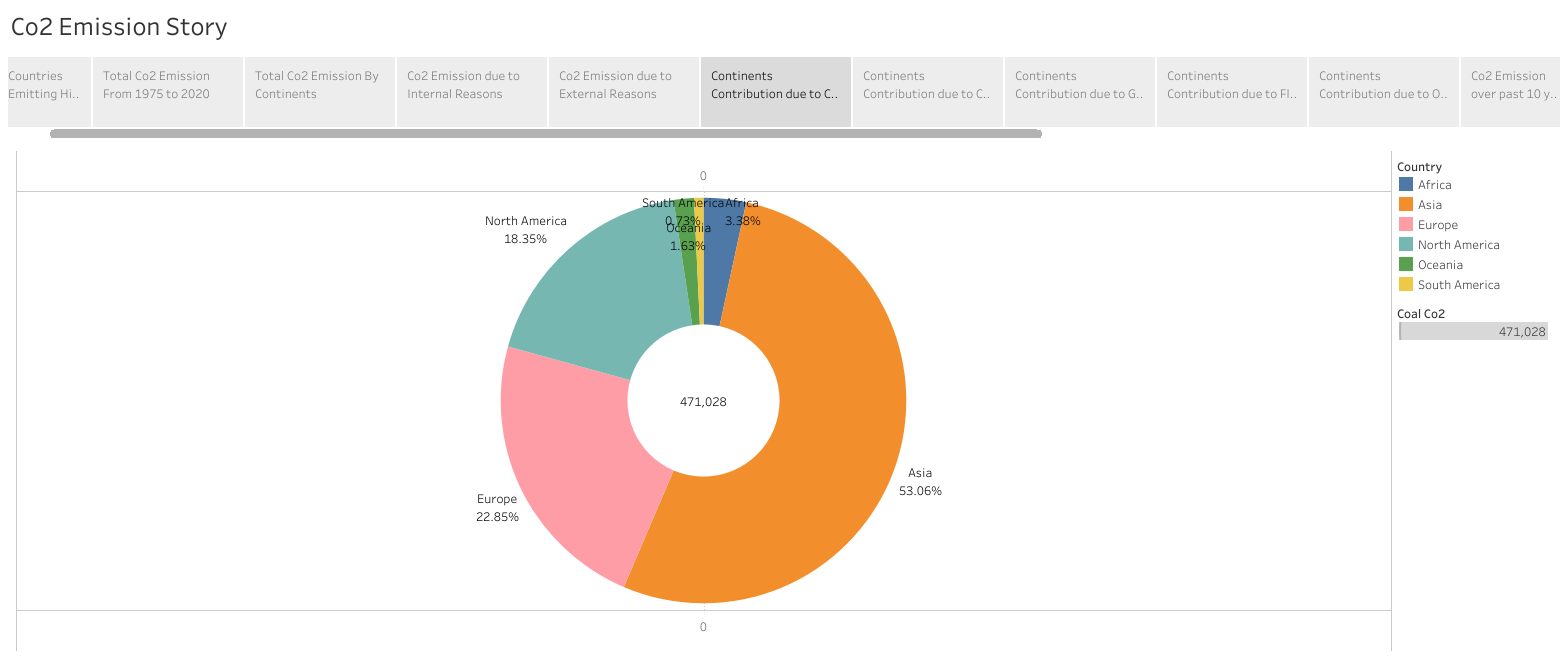 Co2 Emission Story
Countries
Emitting Hi..
Total Co2 Emission
From 1975 to 2020
Total Co2 Emission By
Continents
Co2 Emission due to
Internal Reasons
Co2 Emission due to
External Reasons
Continents
Contribution due to C..
Continents
Contribution due to C..
Continents
Contribution due to G..
Continents
Contribution due to Fl..
Continents
Contribution due to O..
Co2 Emission
over past 10 y..
0
South America
0.73%
Africa
3.38%
Oceania
1.63%
North America
18.35%
471,028
Asia
53.06%
Europe
22.85%
0
Country
Africa
Asia
Europe
North America
Oceania
South America
Coal Co2
471,028